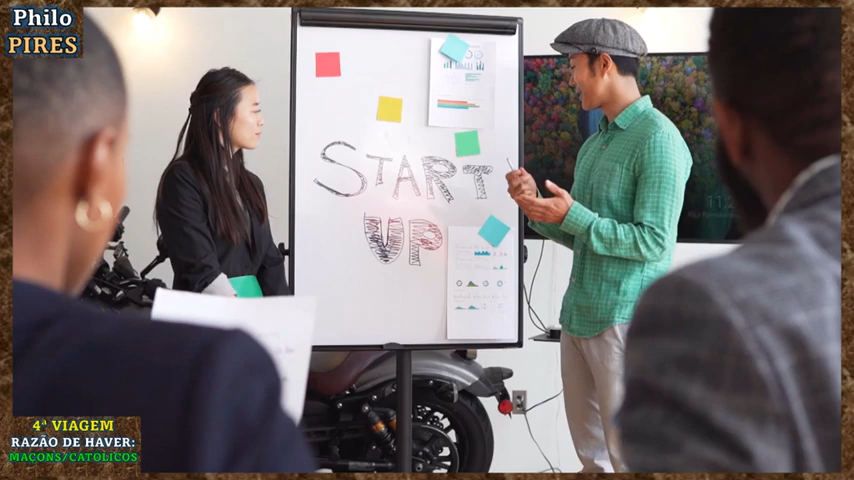 Philo
PIRES
START
UP
4ª VIAGEM
RAZÃO DE HAVER:
MAÇONS/CATÓLICOS